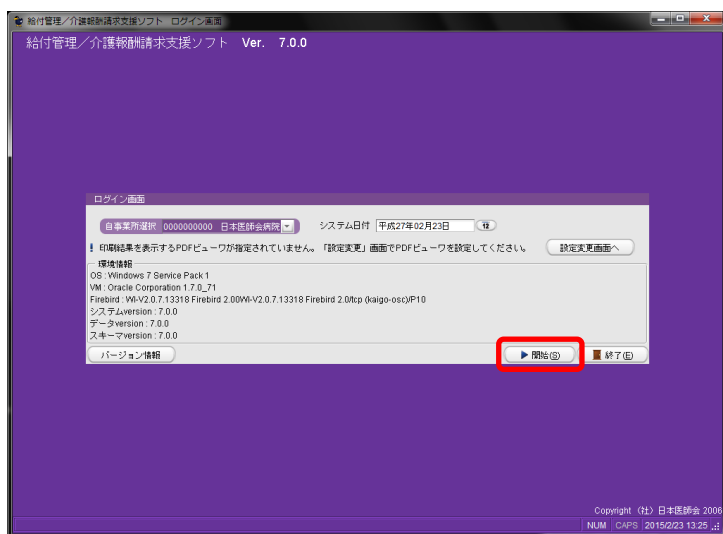 給付管理／介護報酬請求支援ソフト ログイン画面
給付管理／介護報酬請求支援ソフト Ver. 7.0.0
ログイン画面
自事業所選択 0000000000 日本医師会病院 システム日付 平成27年02月23日
! 印刷結果を表示するPDFビューワが指定されていません。「設定変更」画面でPDFビューワを設定してください。 設定変更画面へ
環境情報
OS : Windows 7 Service Pack 1
VM : Oracle Corporation 1.7.0_71
Firebird : WI-V2.0.7.13318 Firebird 2.00WI-V2.0.7.13318 Firebird 2.0/tcp (kaigo-osc)/P10
システムversion : 7.0.0
データversion : 7.0.0
スキーマversion : 7.0.0
バージョン情報 開始(S) 終了(E)
Copyright （社）日本医師会 2006
NUM CAPS 2015/2/23 13:25